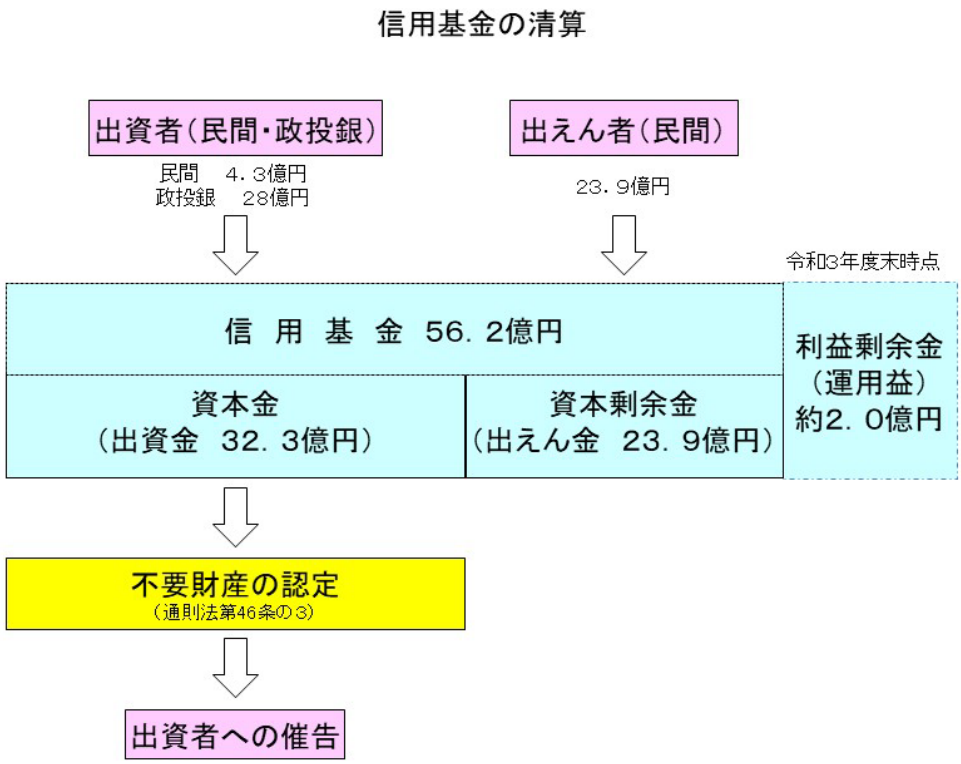 信用基金の清算
出資者(民間・政投銀)
出えん者(民間)
民間 4.3億円
政投銀 28億円
23.9億円
令和3年度末時点
信 用 基 金 56.2億円
利益剰余金
(運用益)
約2.0億円
資本金
(出資金 32.3億円)
資本剰余金
(出えん金 23.9億円)
不要財産の認定
(通則法第46条の3)
出資者への催告